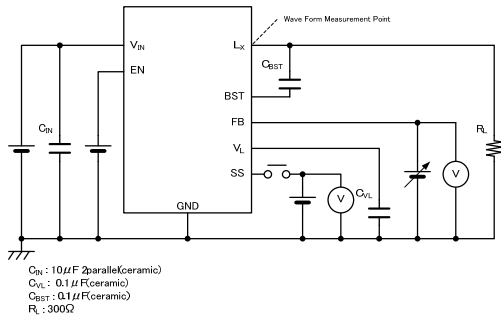 Wave Form Measurement Point
VIN
LX
CBST
EN
BST
CIN
FB
RL
VL
SS
V
CVL
V
GND
CIN : 10μF 2parallel(ceramic)
CVL : 0.1μF(ceramic)
CBST : 0.1μF(ceramic)
RL : 300Ω